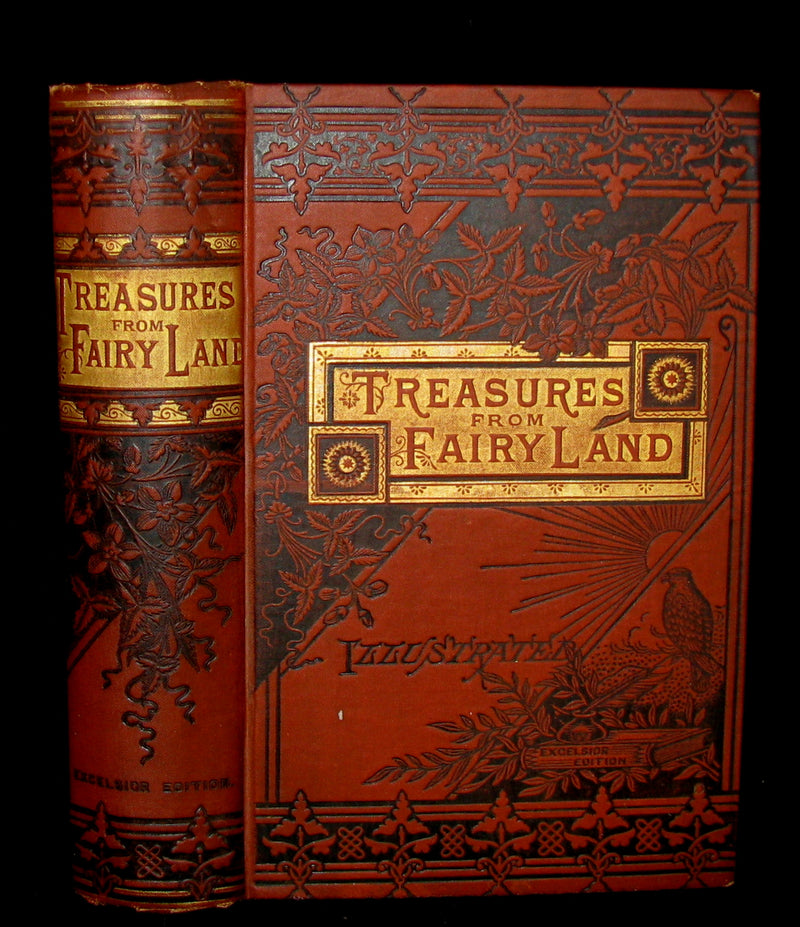 TREASURES
FROM
FAIRY LAND
EXCELSIOR EDITION.
TREASURES
FROM
FAIRY LAND
ILLUSTRATED
EXCELSIOR
EDITION